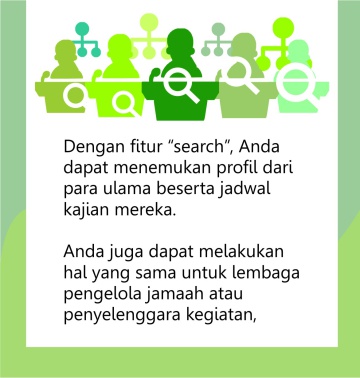 Dengan fitur “search”, Anda
dapat menemukan profil dari
para ulama beserta jadwal
kajian mereka.
Anda juga dapat melakukan
hal yang sama untuk lembaga
pengelola jamaah atau
penyelenggara kegiatan,